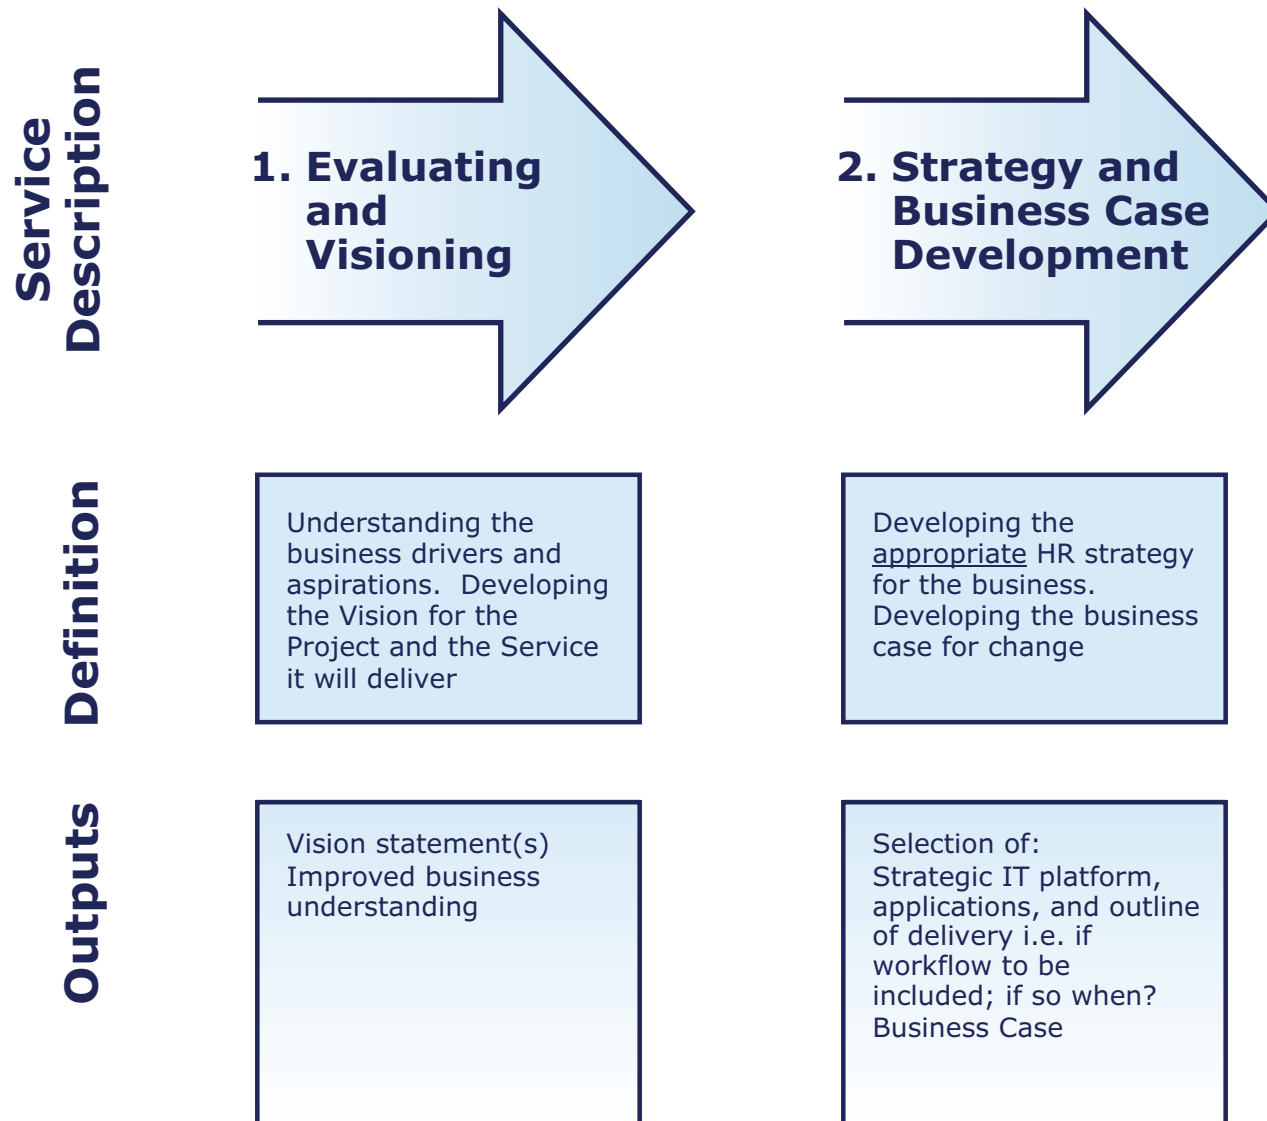 Service
Description
1. Evaluating
and
Visioning
2. Strategy and
Business Case
Development
Definition
Understanding the
business drivers and
aspirations.  Developing
the Vision for the
Project and the Service
it will deliver
Developing the
appropriate HR strategy
for the business.
Developing the business
case for change
Outputs
Vision statement(s)
Improved business
understanding
Selection of:
Strategic IT platform,
applications, and outline
of delivery i.e. if
workflow to be
included; if so when?
Business Case